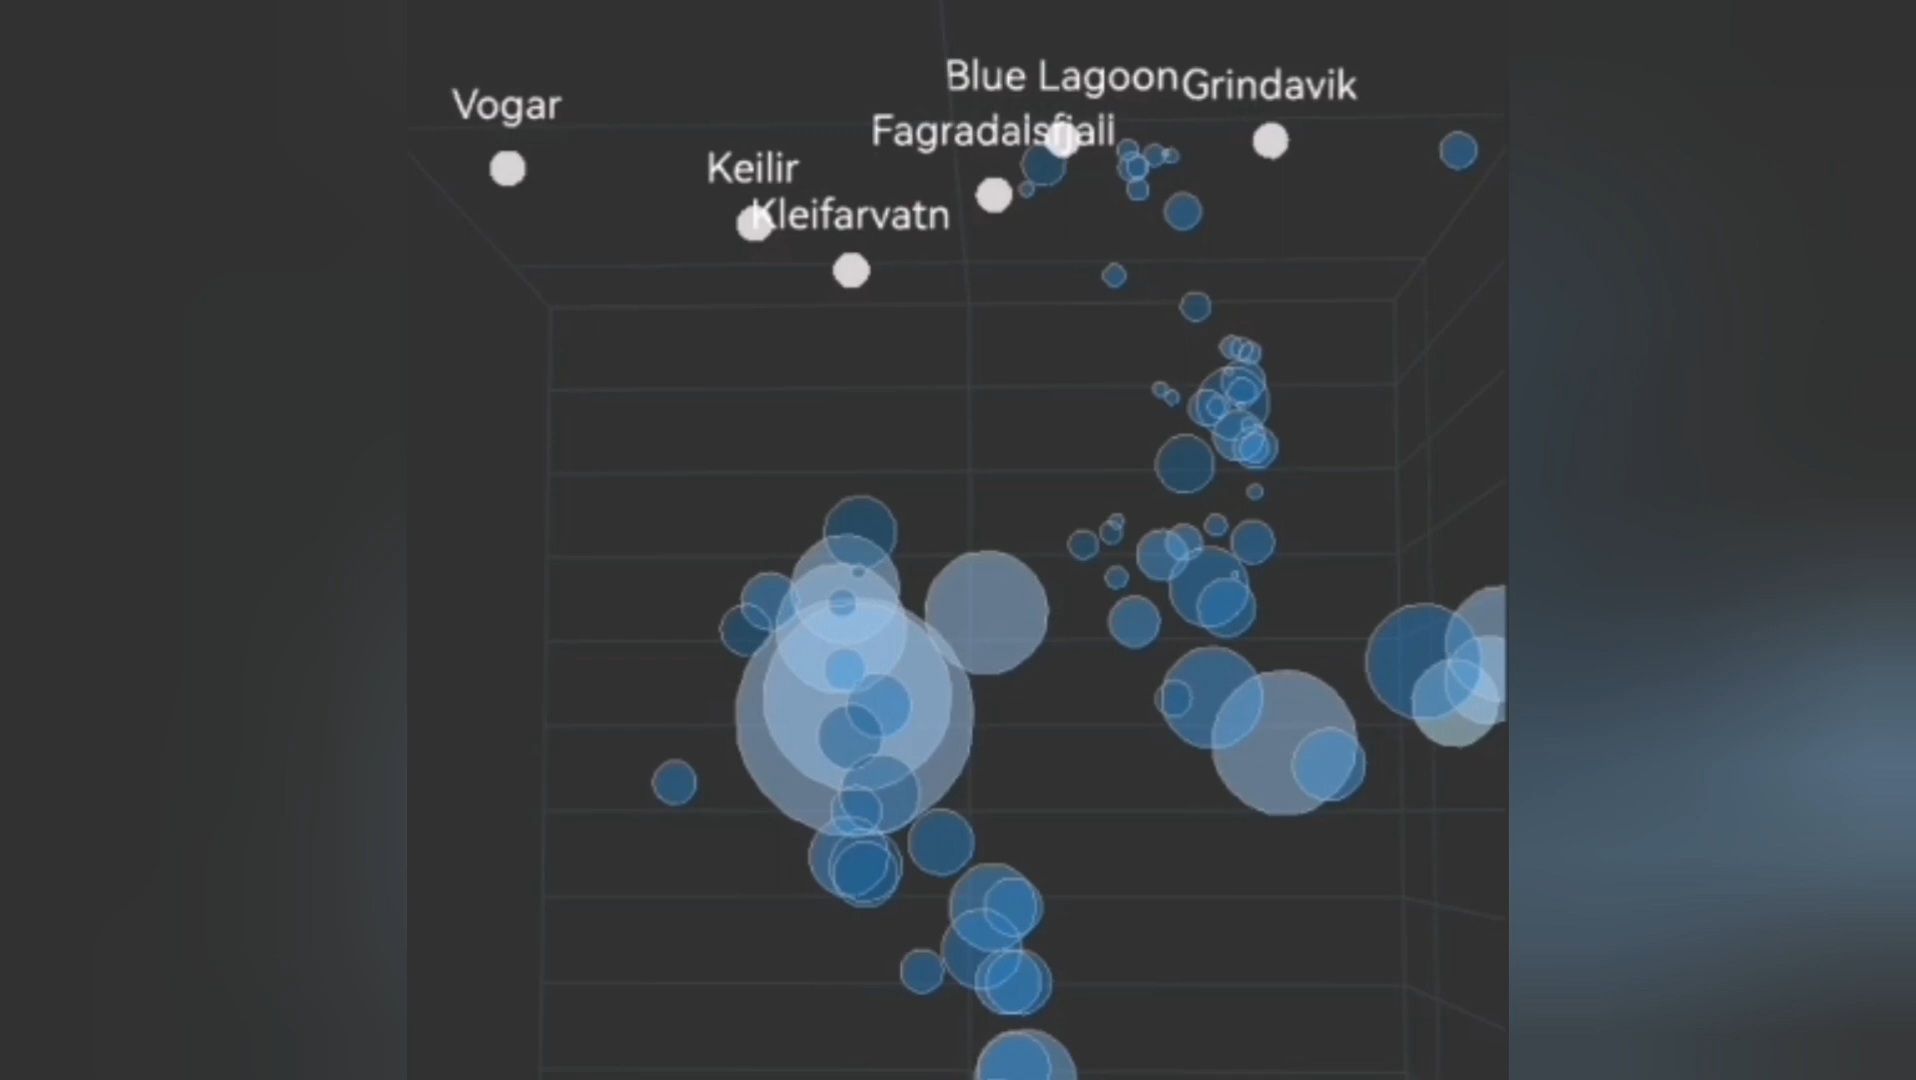 Blue Lagoon
Grindavik
Vogar
Fagradalsfjall
Keilir
Kleifarvatn